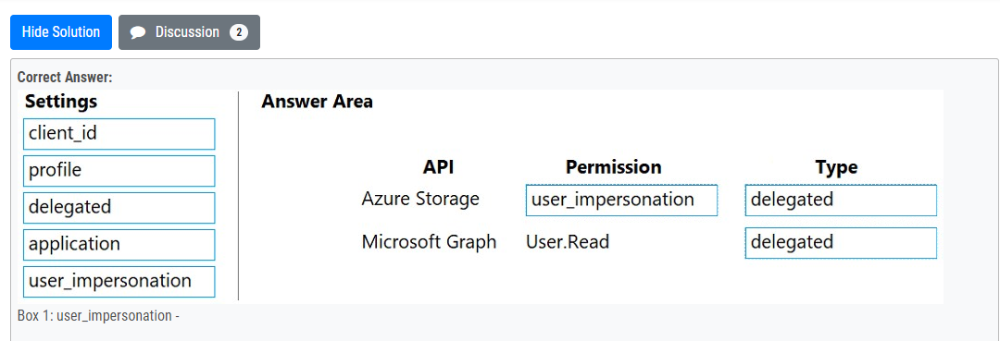 Hide Solution Discussion 2
Correct Answer:
Settings Answer Area
client_id
profile API Permission Type
delegated Azure Storage user_impersonation delegated
application Microsoft Graph User.Read delegated
user_impersonation
Box 1: user_impersonation -